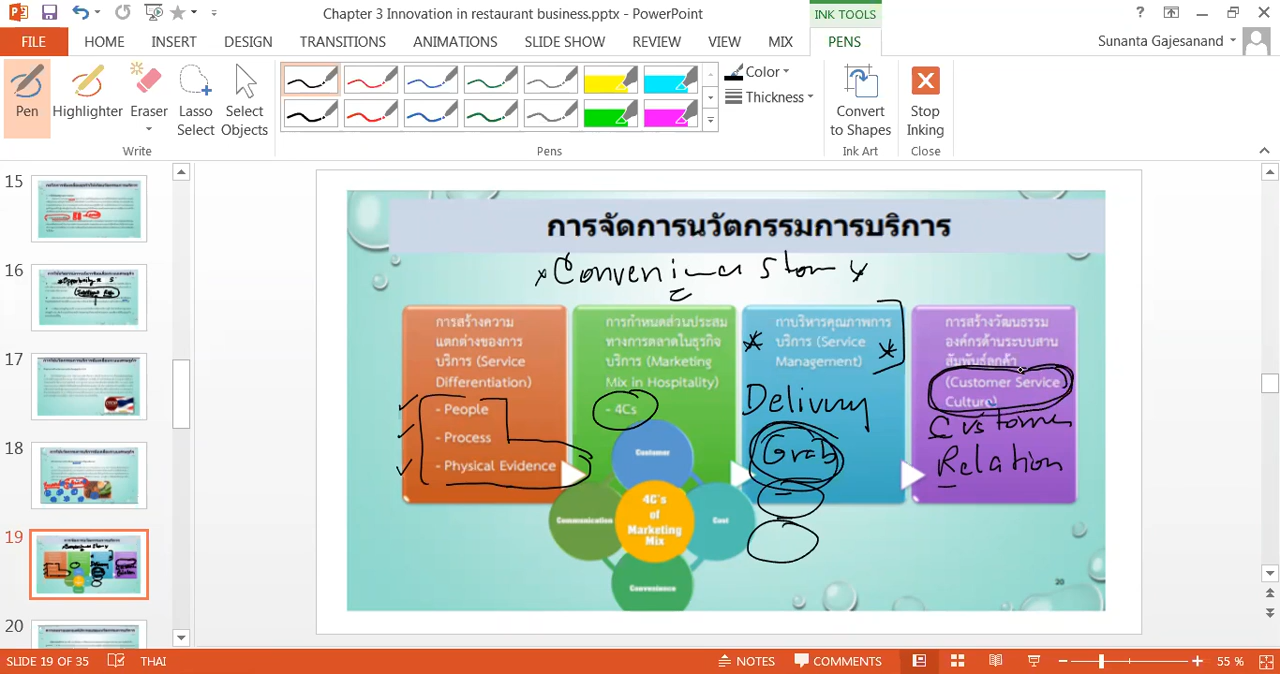 Chapter 3 Innovation in restaurant business.pptx - PowerPoint
INK TOOLS
?
FILE
HOME
INSERT
DESIGN
TRANSITIONS
ANIMATIONS
SLIDE SHOW
REVIEW
VIEW
MIX
PENS
Sunanta Gajesanand
Pen
Highlighter
Eraser
Lasso
Select
Select
Objects
Color
Thickness
Convert
to Shapes
Stop
Inking
Write
Pens
Ink Art
Close
15
16
17
18
19
20
การจัดการนวัตกรรมการบริการ
การสร้างความ
แตกต่างของการ
บริการ (Service
Differentiation)
- People
- Process
- Physical Evidence
การกำหนดส่วนประสม
ทางการตลาดในธุรกิจ
บริการ (Marketing
Mix in Hospitality)
- 4Cs
Customer
Communication
4C's
of
Marketing
Mix
Cost
Convenience
การบริหารคุณภาพการ
บริการ (Service
Management)
Delivery
Grab
การสร้างวัฒนธรรม
องค์กรด้านระบบสาน
สัมพันธ์ลูกค้า
(Customer Service
Culture)
Customer
Relation
20
SLIDE 19 OF 35
THAI
NOTES
COMMENTS
55 %